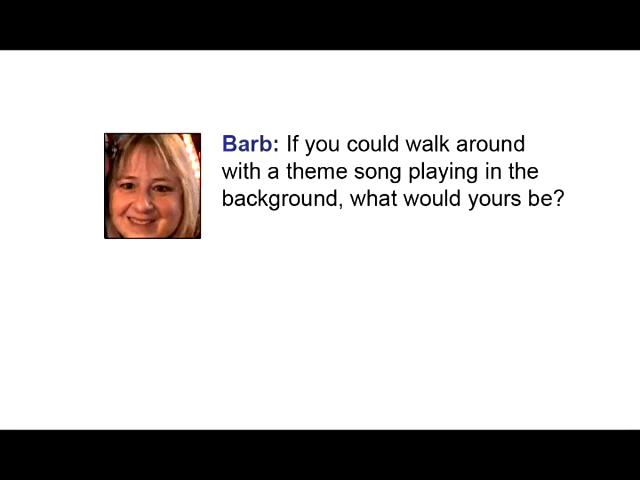 Barb: If you could walk around
with a theme song playing in the
background, what would yours be?